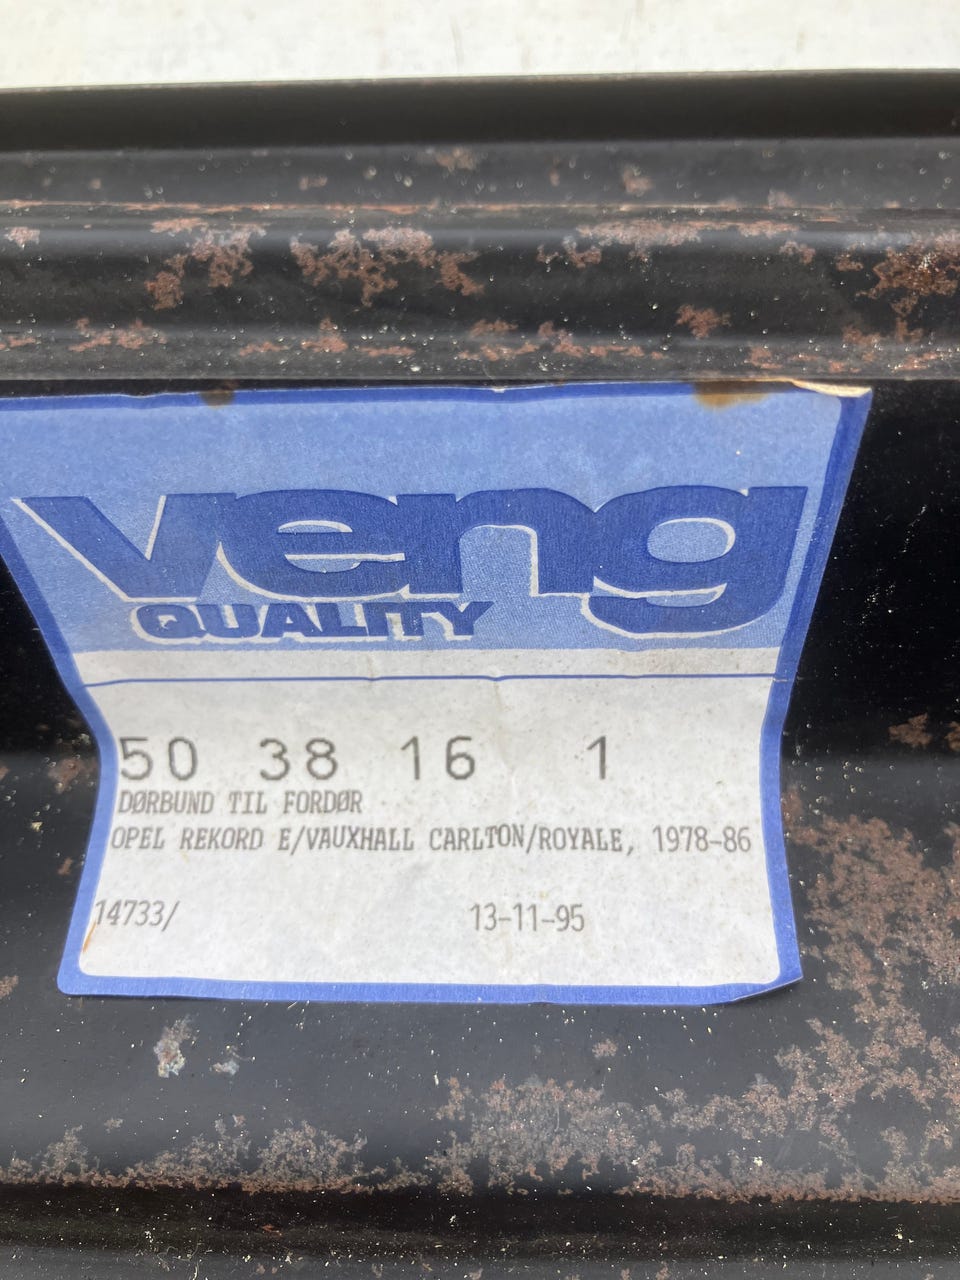 veng
QUALITY
50 38 16 1
DØRBUND TIL FORDØR
OPEL REKORD E/VAUXHALL CARLTON/ROYALE, 1978-86
14733/ 13-11-95